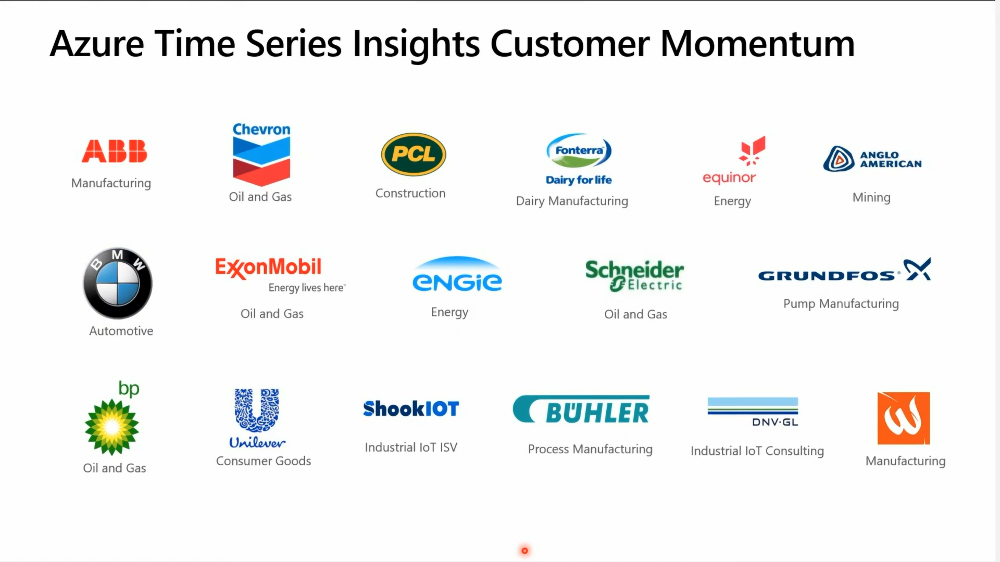 Azure Time Series Insights Customer Momentum
ABB
Manufacturing
Chevron
Oil and Gas
PCL
Construction
Fonterra™
Dairy for life
Dairy Manufacturing
equinor
Energy
ANGLO
AMERICAN
Mining
BMW
Automotive
ExxonMobil
Energy lives here™
Oil and Gas
ENGIE
Energy
Schneider
Electric
Oil and Gas
GRUNDFOS
Pump Manufacturing
bp
Oil and Gas
Unilever
Consumer Goods
ShookIOT
Industrial IoT ISV
BÜHLER
Process Manufacturing
DNV·GL
Industrial IoT Consulting
W
Manufacturing